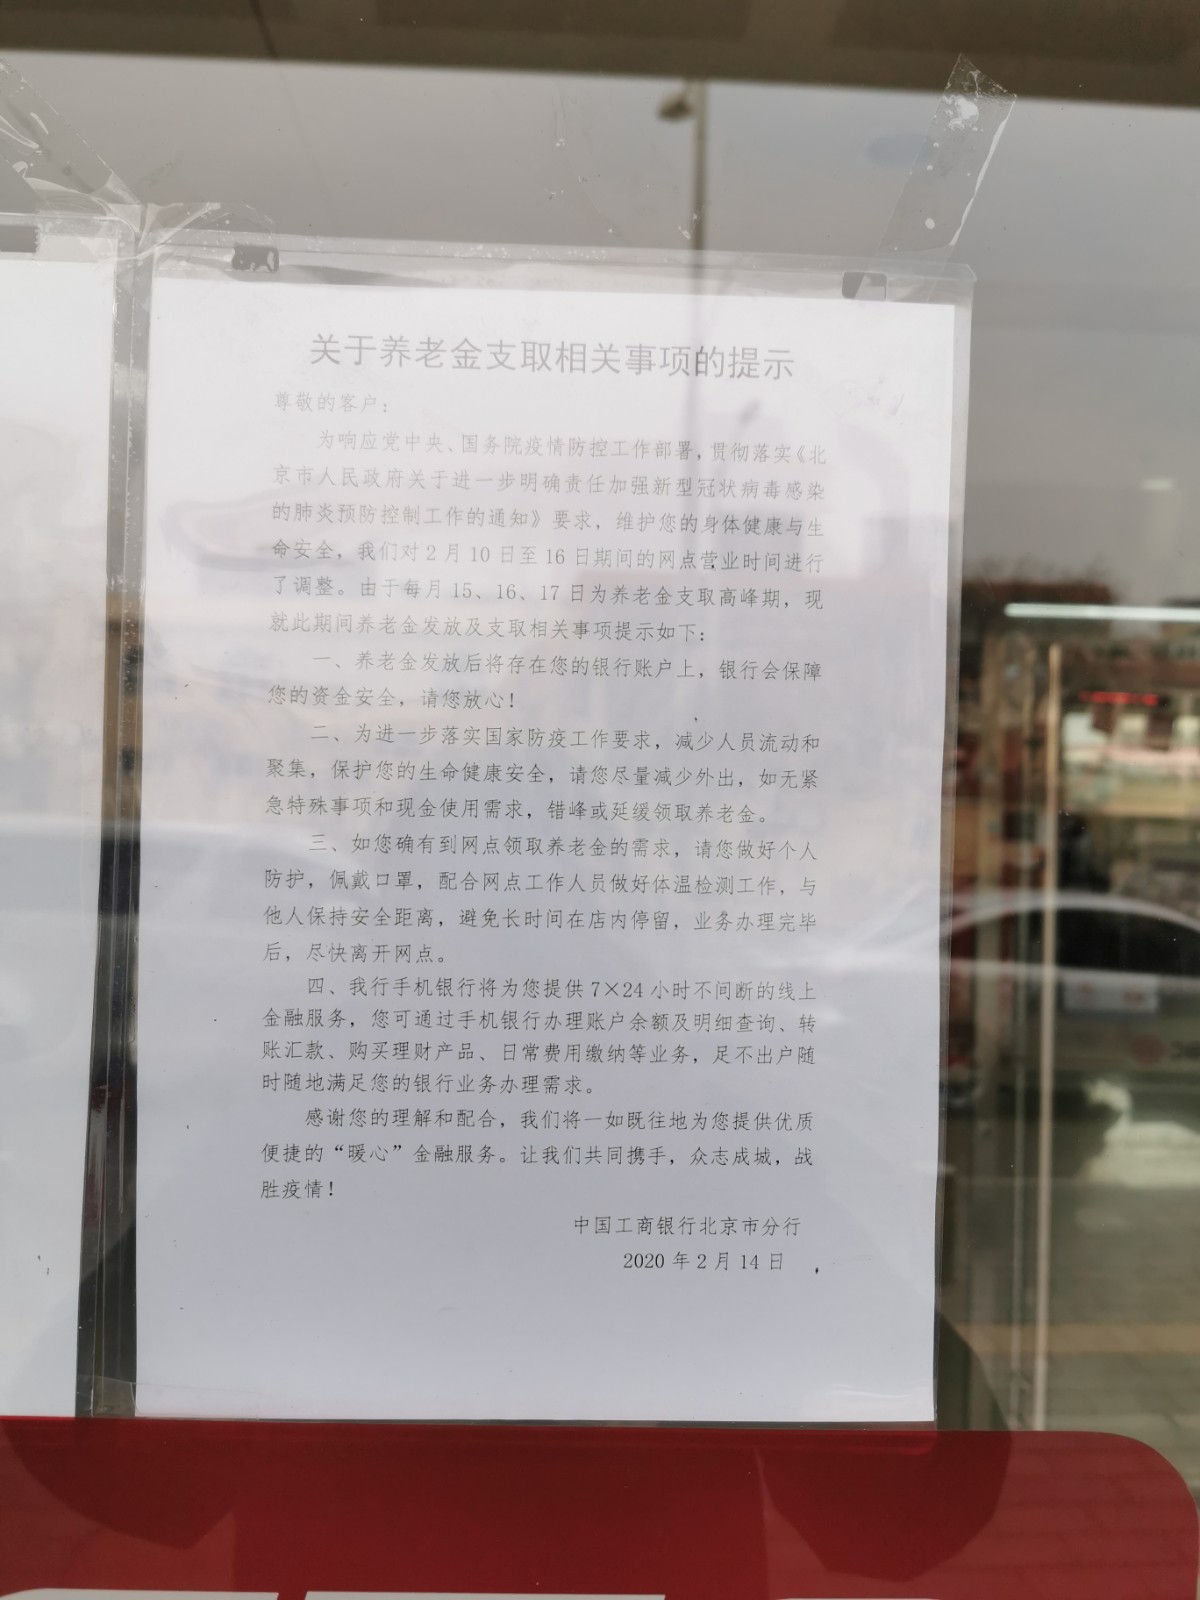 关于养老金支取相关事项的提示
尊敬的客户：
为响应党中央、国务院疫情防控工作部署，贯彻落实《北
京市人民政府关于进一步明确责任加强新型冠状病毒感染
的肺炎预防控制工作的通知》要求，维护您的身体健康与生
命安全，我们对2月10日至16日期间的网点营业时间进行
了调整。由于每月15、16、17日为养老金支取高峰期，现
就此期间养老金发放及支取相关事项提示如下：
一、养老金发放后将存在您的银行账户上，银行会保障
您的资金安全，请您放心！
二、为进一步落实国家防疫工作要求，减少人员流动和
聚集，保护您的生命健康安全，请您尽量减少外出，如无紧
急特殊事项和现金使用需求，错峰或延缓领取养老金。
三、如您确有到网点领取养老金的需求，请您做好个人
防护，佩戴口罩，配合网点工作人员做好体温检测工作，与
他人保持安全距离，避免长时间在店内停留，业务办理完毕
后，尽快离开网点。
四、我行手机银行将为您提供7×24小时不间断的线上
金融服务，您可通过手机银行办理账户余额及明细查询、转
账汇款、购买理财产品、日常费用缴纳等业务，足不出户随
时随地满足您的银行业务办理需求。
感谢您的理解和配合，我们将一如既往地为您提供优质
便捷的“暖心”金融服务。让我们共同携手，众志成城，战
胜疫情！
中国工商银行北京市分行
2020年2月14日